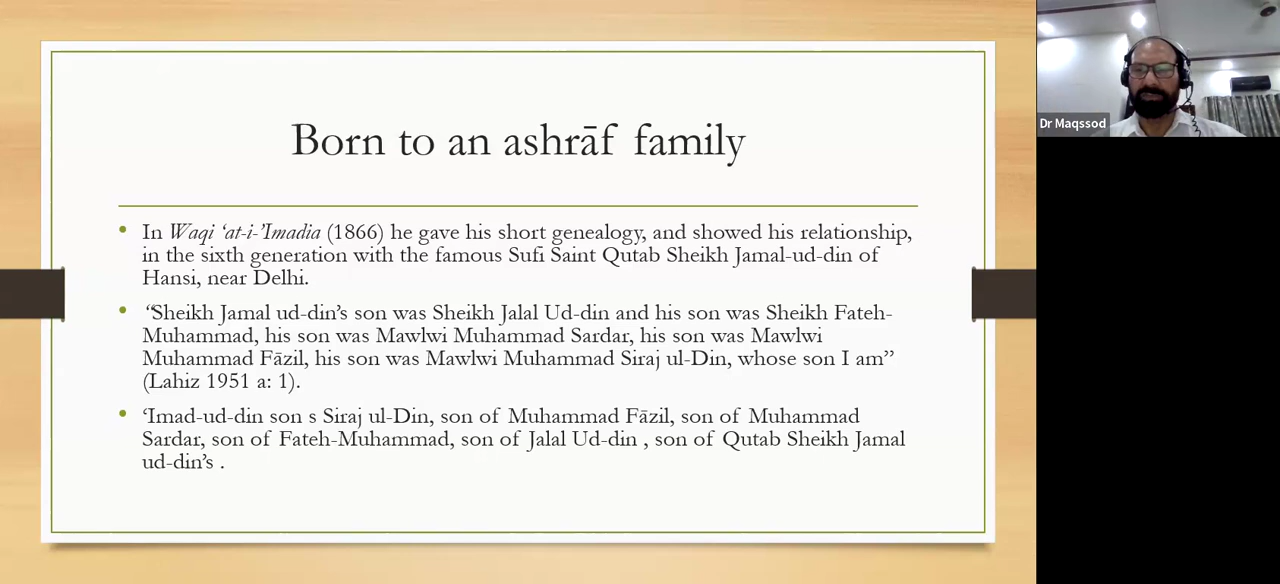 Born to an ashrāf family
• In Waqi ‘at-i-’Imadia (1866) he gave his short genealogy, and showed his relationship,
in the sixth generation with the famous Sufi Saint Qutab Sheikh Jamal-ud-din of
Hansi, near Delhi.
• “Sheikh Jamal ud-din’s son was Sheikh Jalal Ud-din and his son was Sheikh Fateh-
Muhammad, his son was Mawlwi Muhammad Sardar, his son was Mawlwi
Muhammad Fāzil, his son was Mawlwi Muhammad Siraj ul-Din, whose son I am”
(Lahiz 1951 a: 1).
• ‘Imad-ud-din son s Siraj ul-Din, son of Muhammad Fāzil, son of Muhammad
Sardar, son of Fateh-Muhammad, son of Jalal Ud-din , son of Qutab Sheikh Jamal
ud-din’s .
Dr Maqssod